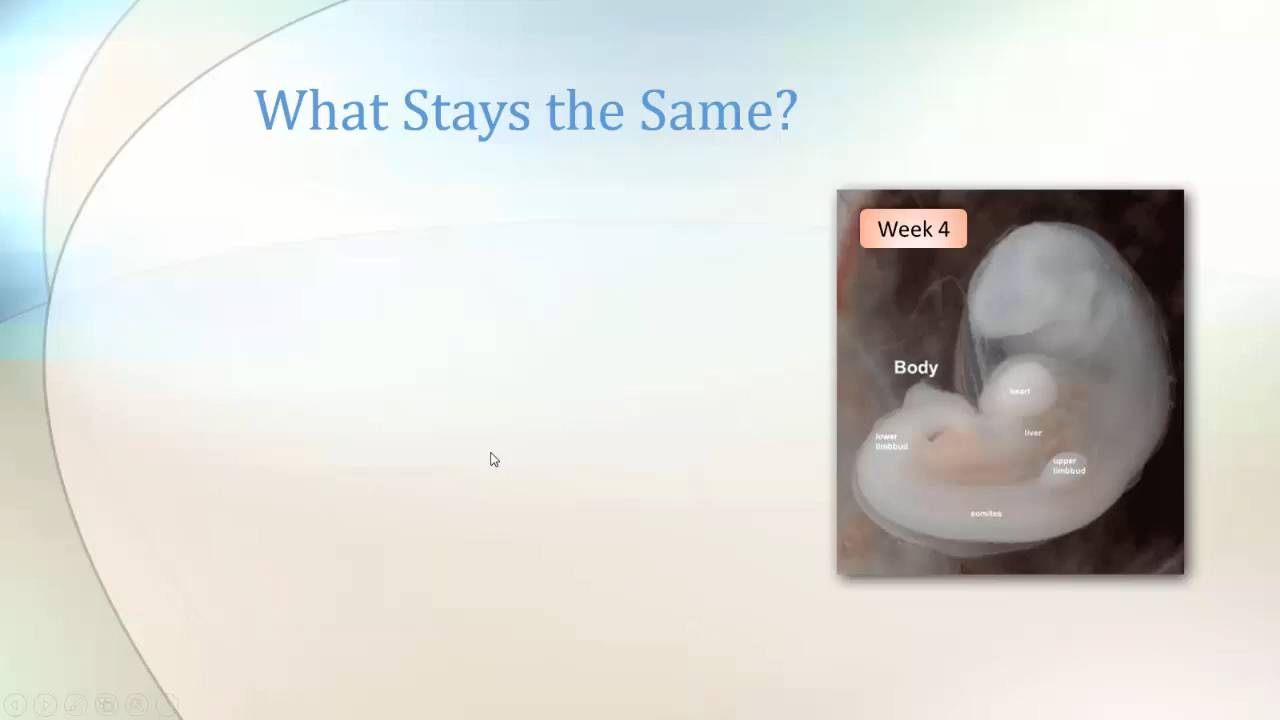 What Stays the Same?
Week 4
Body
heart
lower
limbbud
liver
upper
limbbud
somites